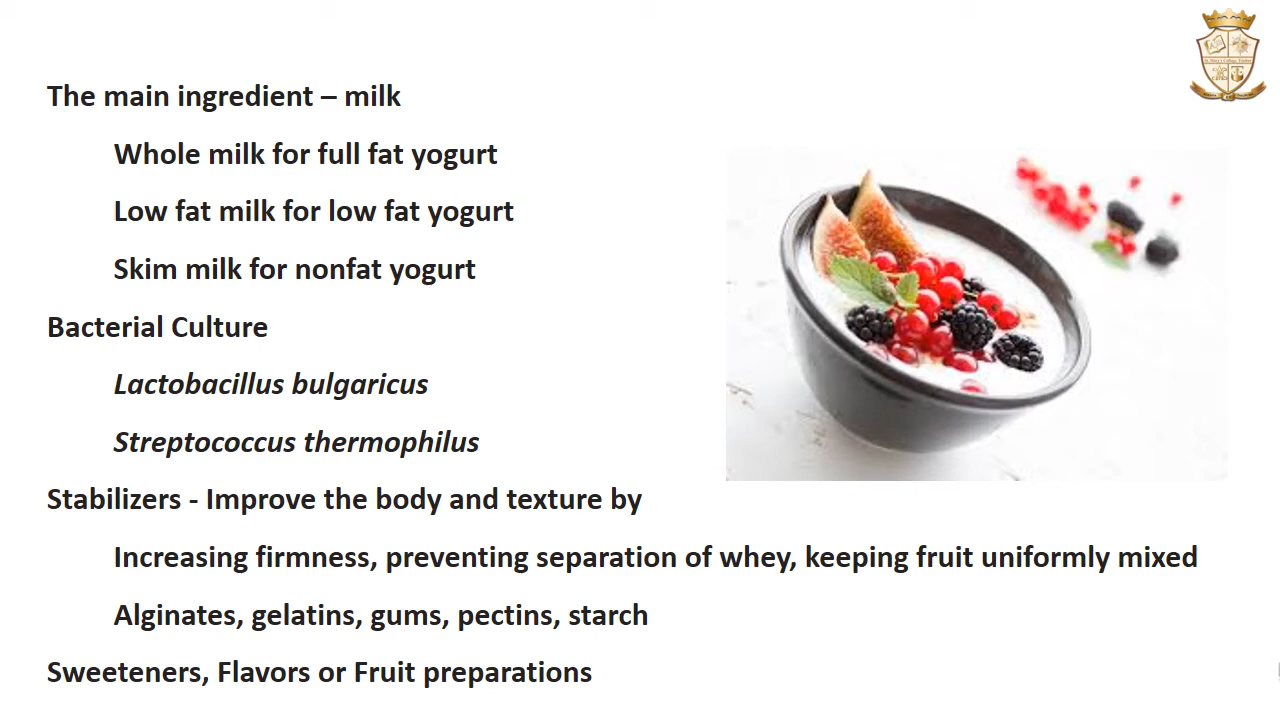 The main ingredient – milk
Whole milk for full fat yogurt
Low fat milk for low fat yogurt
Skim milk for nonfat yogurt
Bacterial Culture
Lactobacillus bulgaricus
Streptococcus thermophilus
Stabilizers - Improve the body and texture by
Increasing firmness, preventing separation of whey, keeping fruit uniformly mixed
Alginates, gelatins, gums, pectins, starch
Sweeteners, Flavors or Fruit preparations